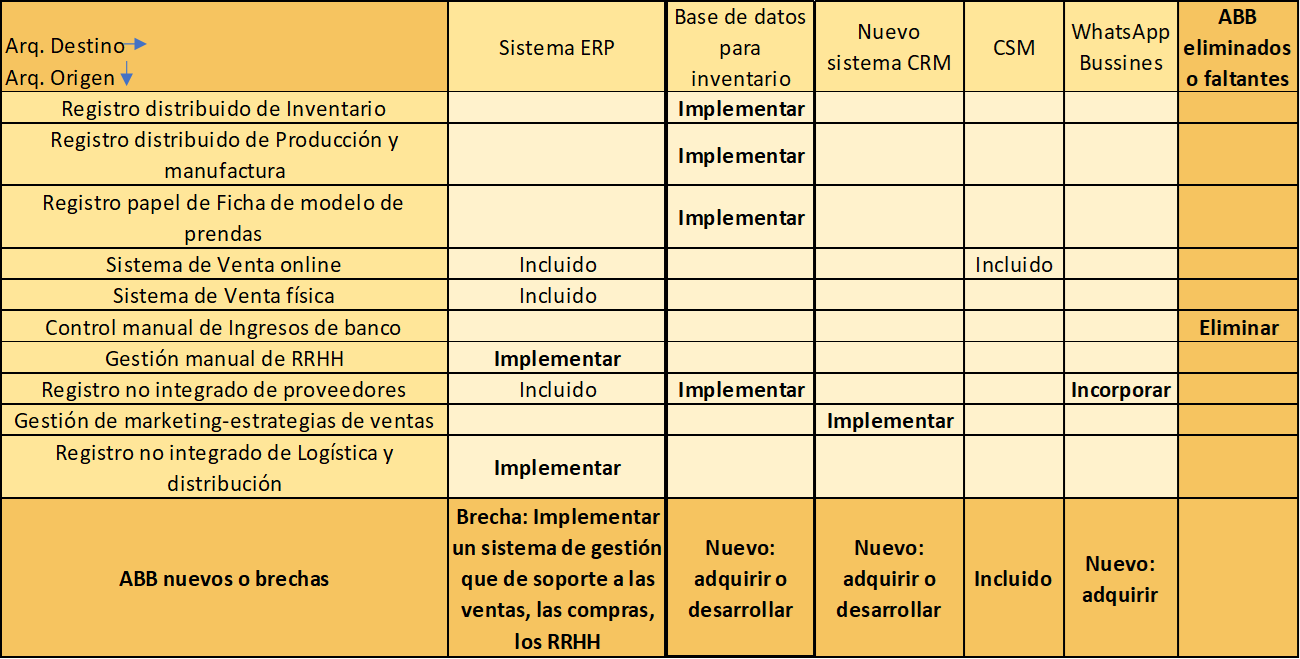 Arq. Destino
Arq. Origen
Sistema ERP
Base de datos
para
inventario
Nuevo
sistema CRM
CSM
WhatsApp
Bussines
ABB
eliminados
o faltantes
Registro distribuido de Inventario
Implementar
Registro distribuido de Producción y
manufactura
Implementar
Registro papel de Ficha de modelo de
prendas
Implementar
Sistema de Venta online
Incluido
Incluido
Sistema de Venta física
Incluido
Control manual de Ingresos de banco
Eliminar
Gestión manual de RRHH
Implementar
Registro no integrado de proveedores
Incluido
Implementar
Incorporar
Gestión de marketing-estrategias de ventas
Implementar
Registro no integrado de Logística y
distribución
Implementar
ABB nuevos o brechas
Brecha: Implementar
un sistema de gestión
que de soporte a las
ventas, las compras,
los RRHH
Nuevo:
adquirir o
desarrollar
Nuevo:
adquirir o
desarrollar
Incluido
Nuevo:
adquirir